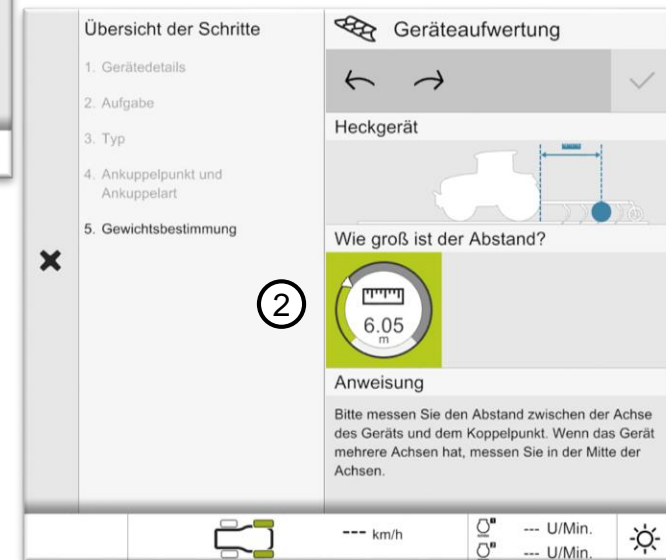 Übersicht der Schritte
1. Gerätedetails
2. Aufgabe
3. Typ
4. Ankuppelpunkt und
Ankuppelart
5. Gewichtsbestimmung
2
Geräteaufwertung
Heckgerät
Wie groß ist der Abstand?
6.05
m
Anweisung
Bitte messen Sie den Abstand zwischen der Achse
des Geräts und dem Koppelpunkt. Wenn das Gerät
mehrere Achsen hat, messen Sie in der Mitte der
Achsen.
--- km/h
--- U/Min.
--- U/Min.